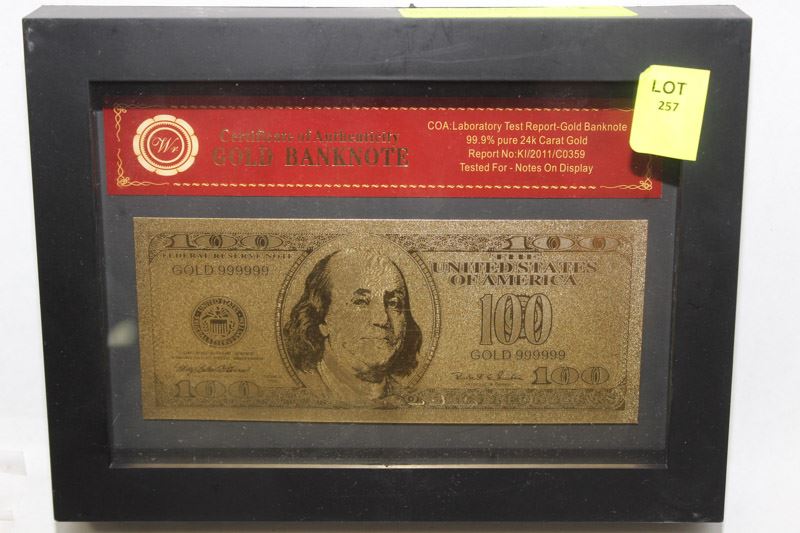 LOT
257
Wr
Certificate of Authenticity
GOLD BANKNOTE
COA:Laboratory Test Report-Gold Banknote
99.9% pure 24k Carat Gold
Report No:KI/2011/C0359
Tested For - Notes On Display
100 100
FEDERAL RESERVE NOTE
GOLD 999999
THE
UNITED STATES
OF AMERICA
100
GOLD 999999
100 100